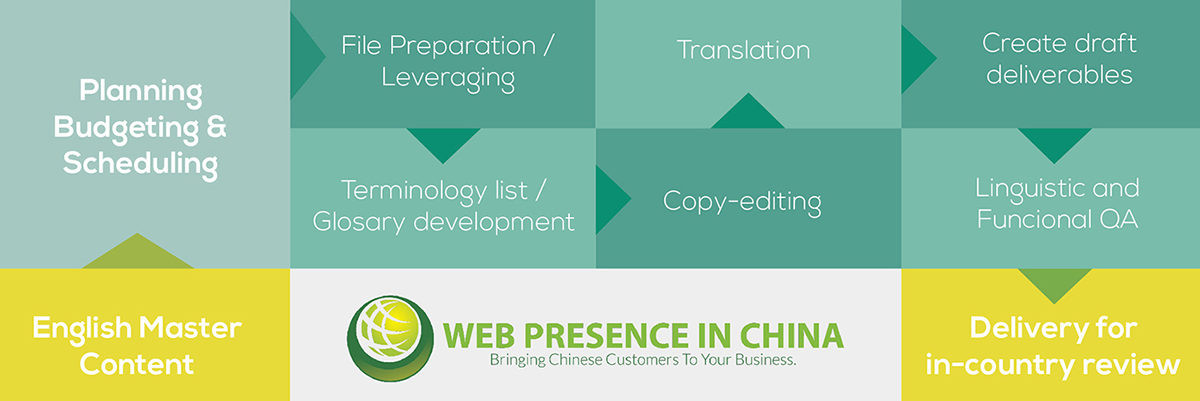 Planning
Budgeting &
Scheduling
English Master
Content
File Preparation /
Leveraging
Terminology list /
Glosary development
Copy-editing
Translation
Create draft
deliverables
Linguistic and
Funcional QA
Delivery for
in-country review
WEB PRESENCE IN CHINA
Bringing Chinese Customers To Your Business.